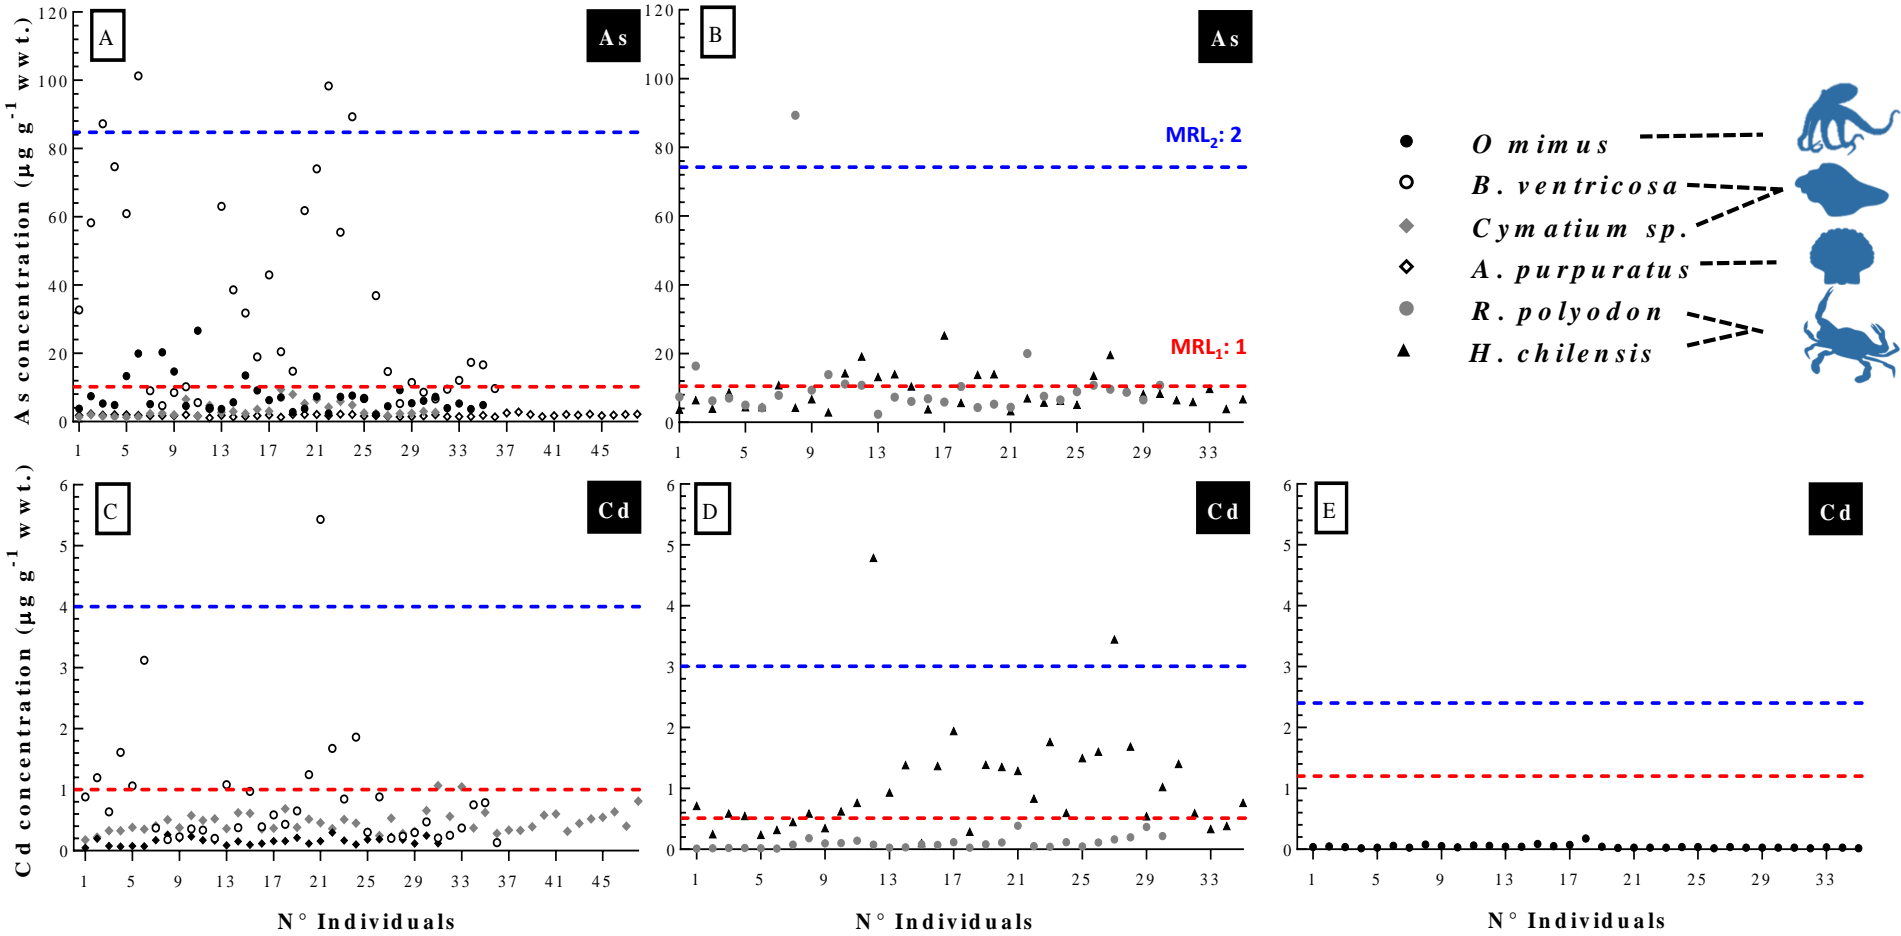 As concentration (µg g⁻¹ wwt.)
A
As
120
100
80
60
40
20
0
1 5 9 13 17 21 25 29 33 37 41 45
B
As
120
100
80
60
40
20
0
MRL₂: 2
MRL₁: 1
1 5 9 13 17 21 25 29 33
O mimus
B. ventricosa
Cymatium sp.
A. purpuratus
R. polyodon
H. chilensis
Cd concentration (µg g⁻¹ wwt.)
C
Cd
6
5
4
3
2
1
0
1 5 9 13 17 21 25 29 33 37 41 45
N° Individuals
D
Cd
6
5
4
3
2
1
0
1 5 9 13 17 21 25 29 33
N° Individuals
E
Cd
6
5
4
3
2
1
0
1 5 9 13 17 21 25 29 33
N° Individuals